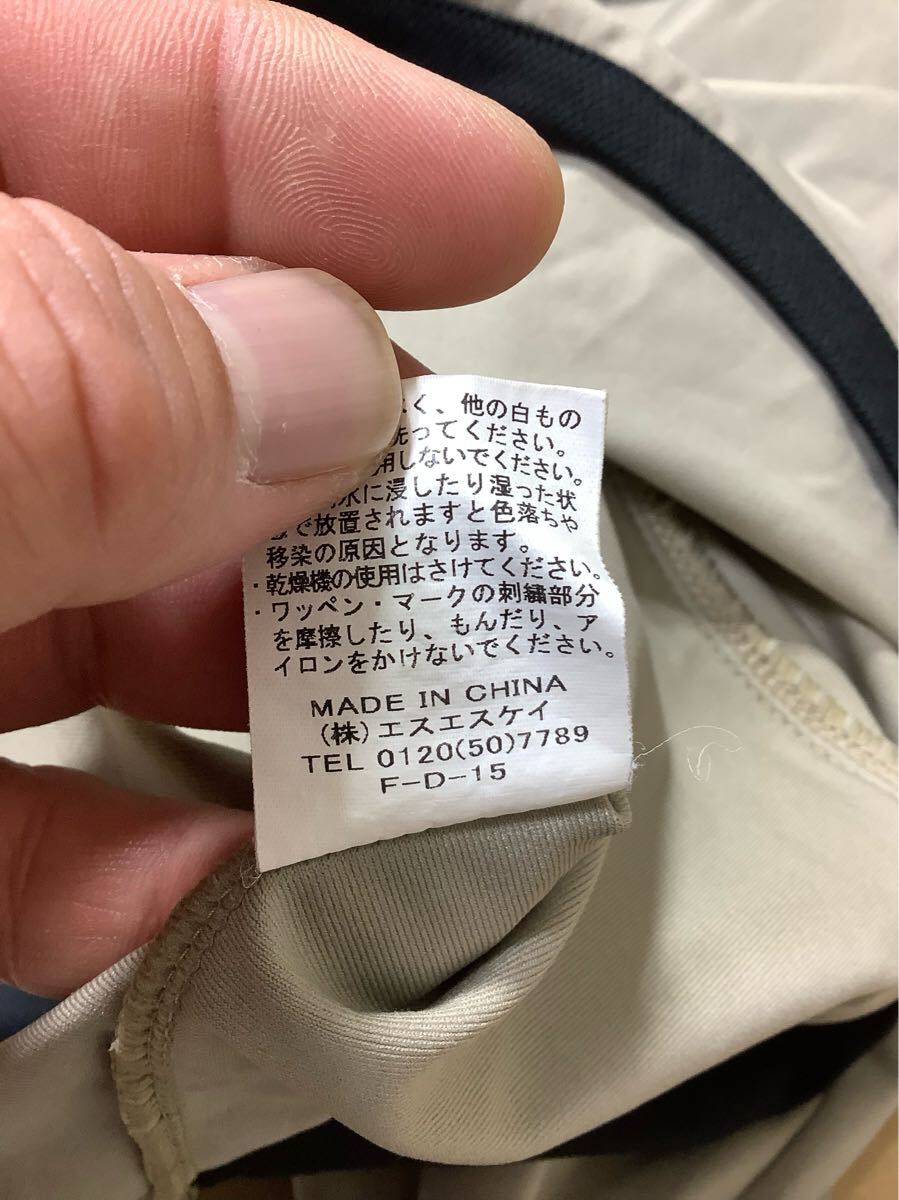 く、他の白もの
洗ってください。
用しないでください。
水に浸したり湿った状
で放置されますと色落ちや
移染の原因となります。
・乾燥機の使用はさけてください。
・ワッペン・マークの刺繍部分
を摩擦したり、もんだり、ア
イロンをかけないでください。
MADE IN CHINA
(株)エスエスケイ
TEL 0120(50)7789
F-D-15